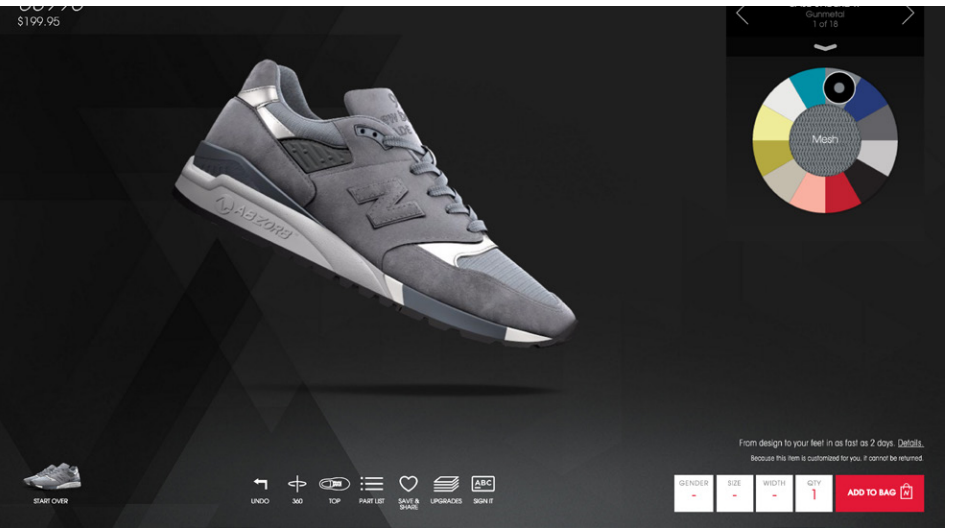 $199.95
Gunmetal
1 of 18
Mesh
N
ABZORB
From design to your feet in as fast as 2 days. Details.
Because this item is customized for you, it cannot be returned.
START OVER
UNDO
360
TOP
PART LIST
SAVE &
SHARE
UPGRADES
ABC
SIGN IT
GENDER
-
SIZE
-
WIDTH
-
QTY
1
ADD TO BAG